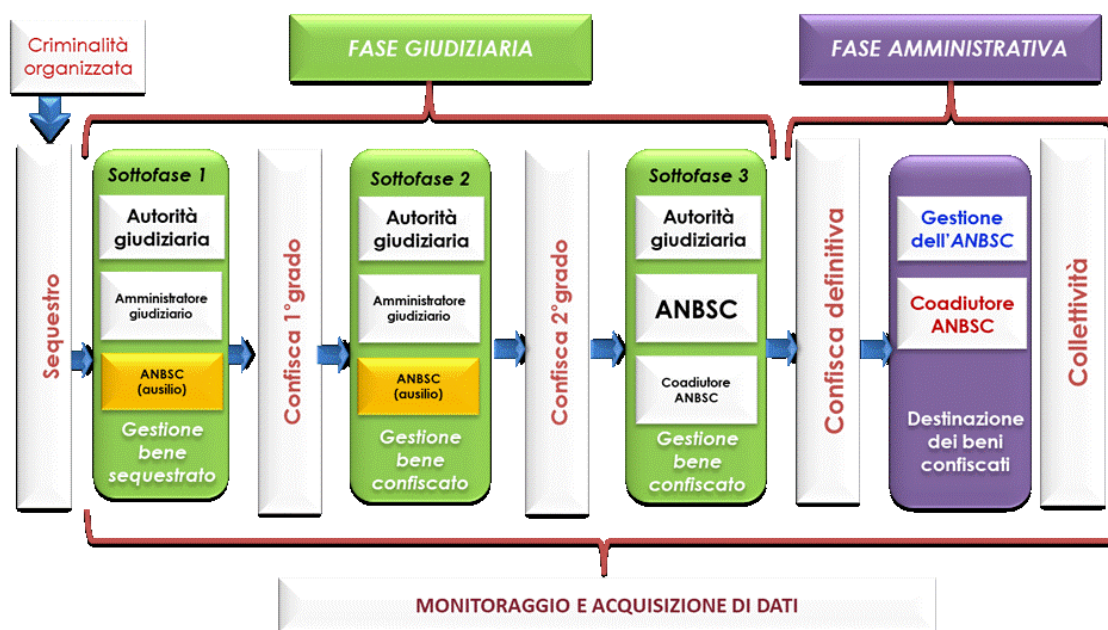 Criminalità
organizzata
FASE GIUDIZIARIA
FASE AMMINISTRATIVA
Sequestro
Sottofase 1
Autorità
giudiziaria
Amministratore
giudiziario
ANBSC
(ausilio)
Gestione
bene
sequestrato
Confisca 1°grado
Sottofase 2
Autorità
giudiziaria
Amministratore
giudiziario
ANBSC
(ausilio)
Gestione
bene
confiscato
Confisca 2°grado
Sottofase 3
Autorità
giudiziaria
ANBSC
Coadiutore
ANBSC
Gestione
bene
confiscato
Confisca definitiva
Gestione
dell'ANBSC
Coadiutore
ANBSC
Destinazione
dei beni
confiscati
Collettività
MONITORAGGIO E ACQUISIZIONE DI DATI